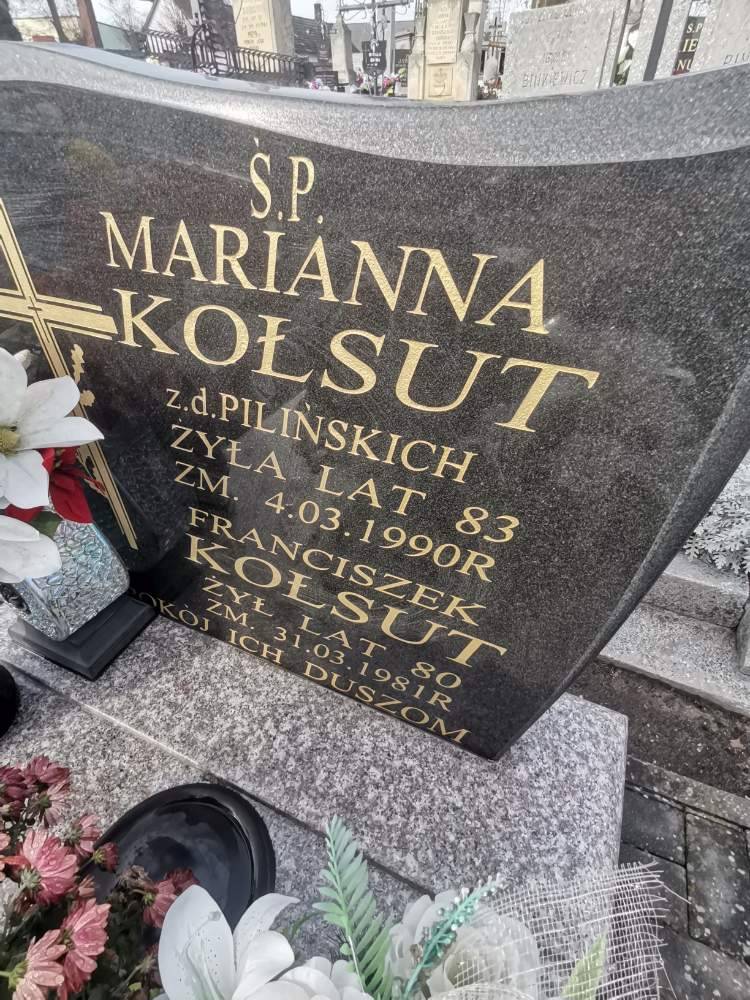 Ś.P.
MARIANNA
KOŁSUT
z.d.PILIŃSKICH
ŻYŁA LAT 83
ZM. 4.03.1990R
FRANCISZEK
KOŁSUT
ŻYŁ LAT 80
ZM. 31.03.1981R
POKÓJ ICH DUSZOM
BINKIEWICZ
Ś.P.